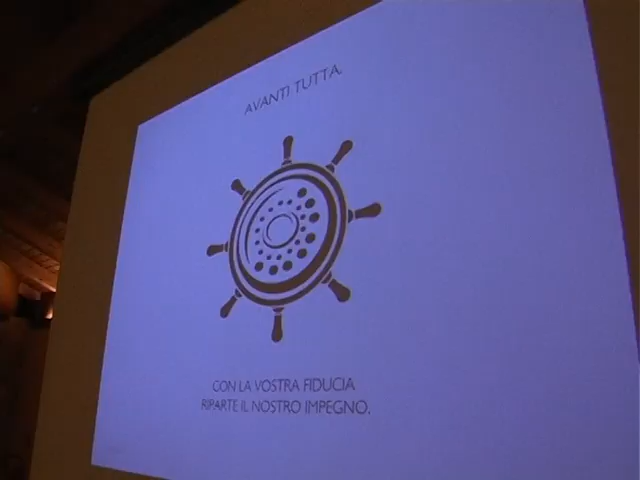 AVANTI TUTTA.
CON LA VOSTRA FIDUCIA
RIPARTE IL NOSTRO IMPEGNO.